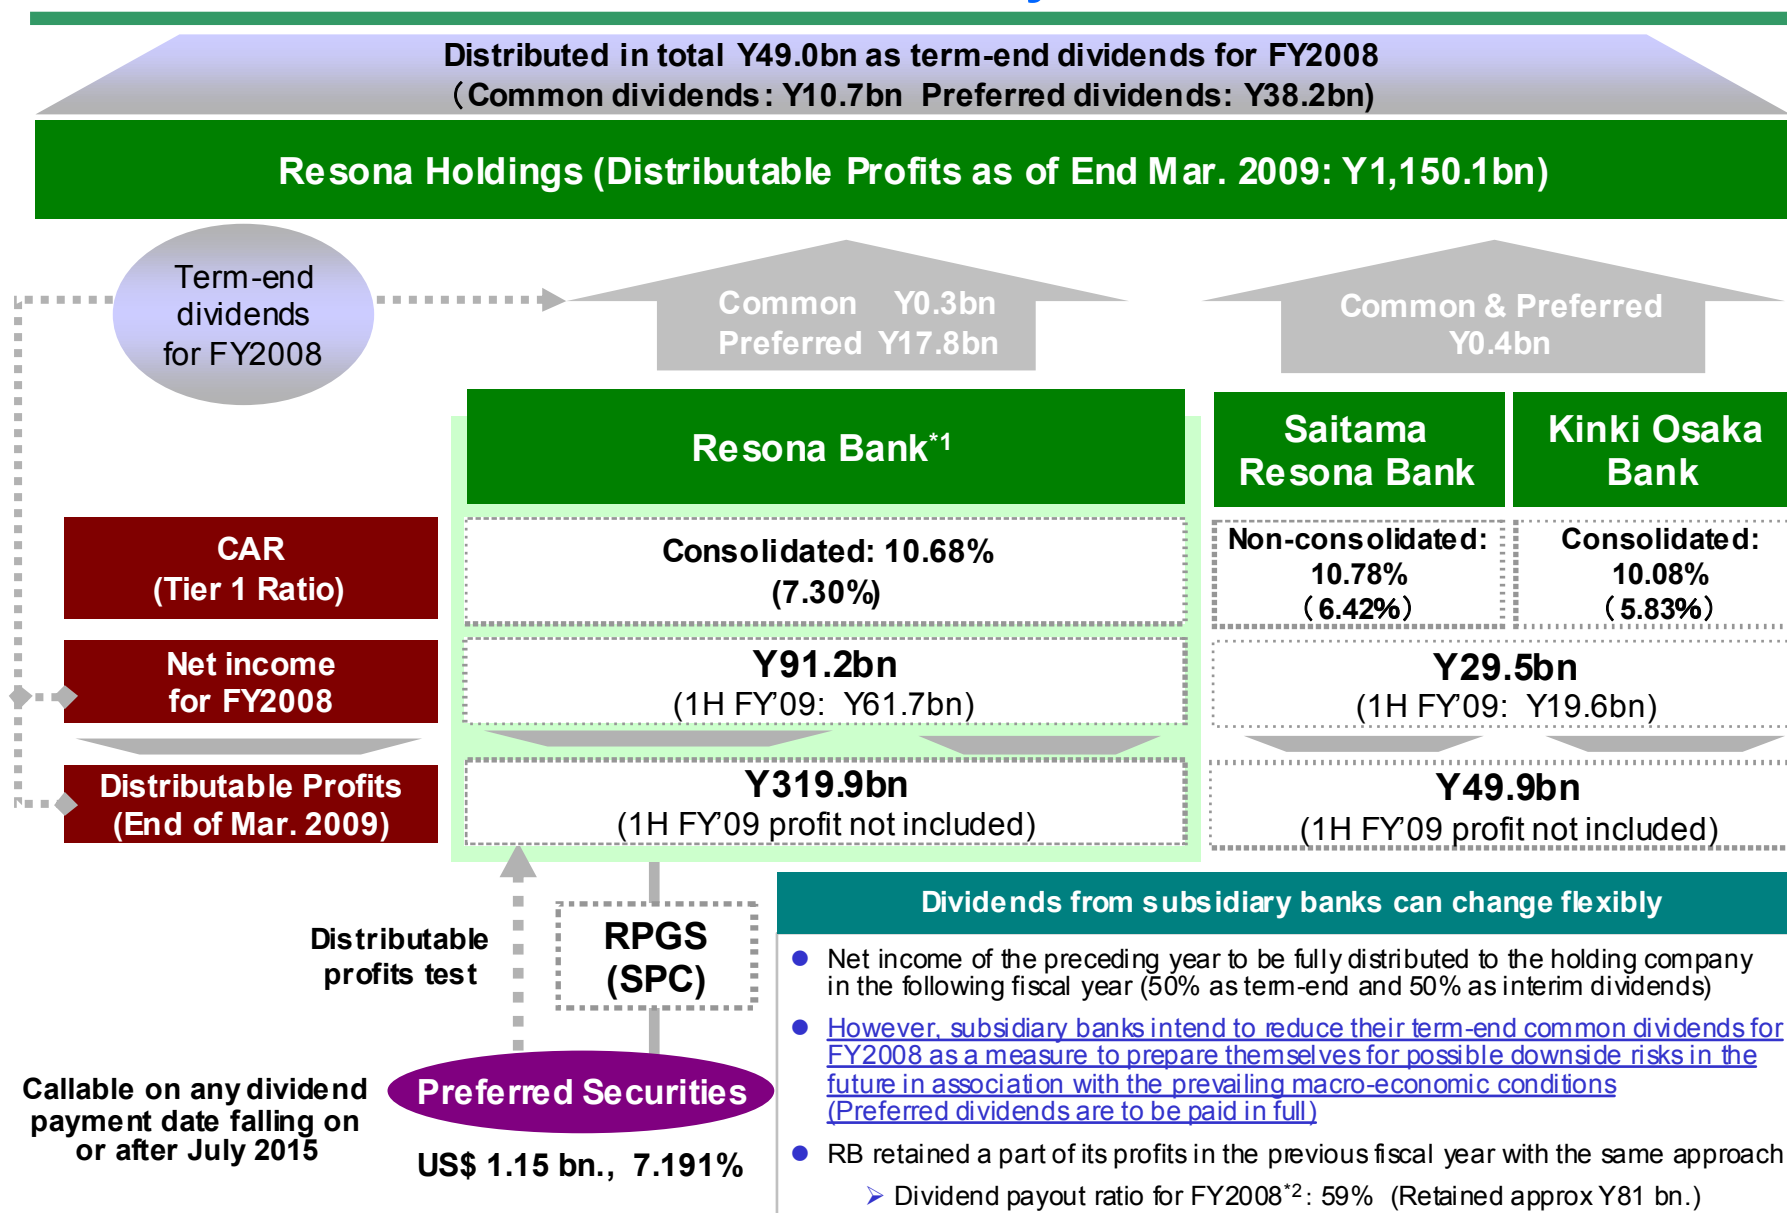 Distributed in total Y49.0bn as term-end dividends for FY2008
(Common dividends: Y10.7bn  Preferred dividends: Y38.2bn)
Resona Holdings (Distributable Profits as of End Mar. 2009: Y1,150.1bn)
Term-end
dividends
for FY2008
Common Y0.3bn
Preferred Y17.8bn
Common & Preferred
Y0.4bn
Resona Bank*1
Saitama
Resona Bank
Kinki Osaka
Bank
CAR
(Tier 1 Ratio)
Consolidated: 10.68%
(7.30%)
Non-consolidated:
10.78%
(6.42%)
Consolidated:
10.08%
(5.83%)
Net income
for FY2008
Y91.2bn
(1H FY'09: Y61.7bn)
Y29.5bn
(1H FY'09: Y19.6bn)
Distributable Profits
(End of Mar. 2009)
Y319.9bn
(1H FY'09 profit not included)
Y49.9bn
(1H FY'09 profit not included)
Distributable
profits test
RPGS
(SPC)
Callable on any dividend
payment date falling on
or after July 2015
Preferred Securities
US$ 1.15 bn., 7.191%
Dividends from subsidiary banks can change flexibly
● Net income of the preceding year to be fully distributed to the holding company
in the following fiscal year (50% as term-end and 50% as interim dividends)
● However, subsidiary banks intend to reduce their term-end common dividends for
FY2008 as a measure to prepare themselves for possible downside risks in the
future in association with the prevailing macro-economic conditions
(Preferred dividends are to be paid in full)
● RB retained a part of its profits in the previous fiscal year with the same approach
➢ Dividend payout ratio for FY2008*2: 59% (Retained approx Y81 bn.)